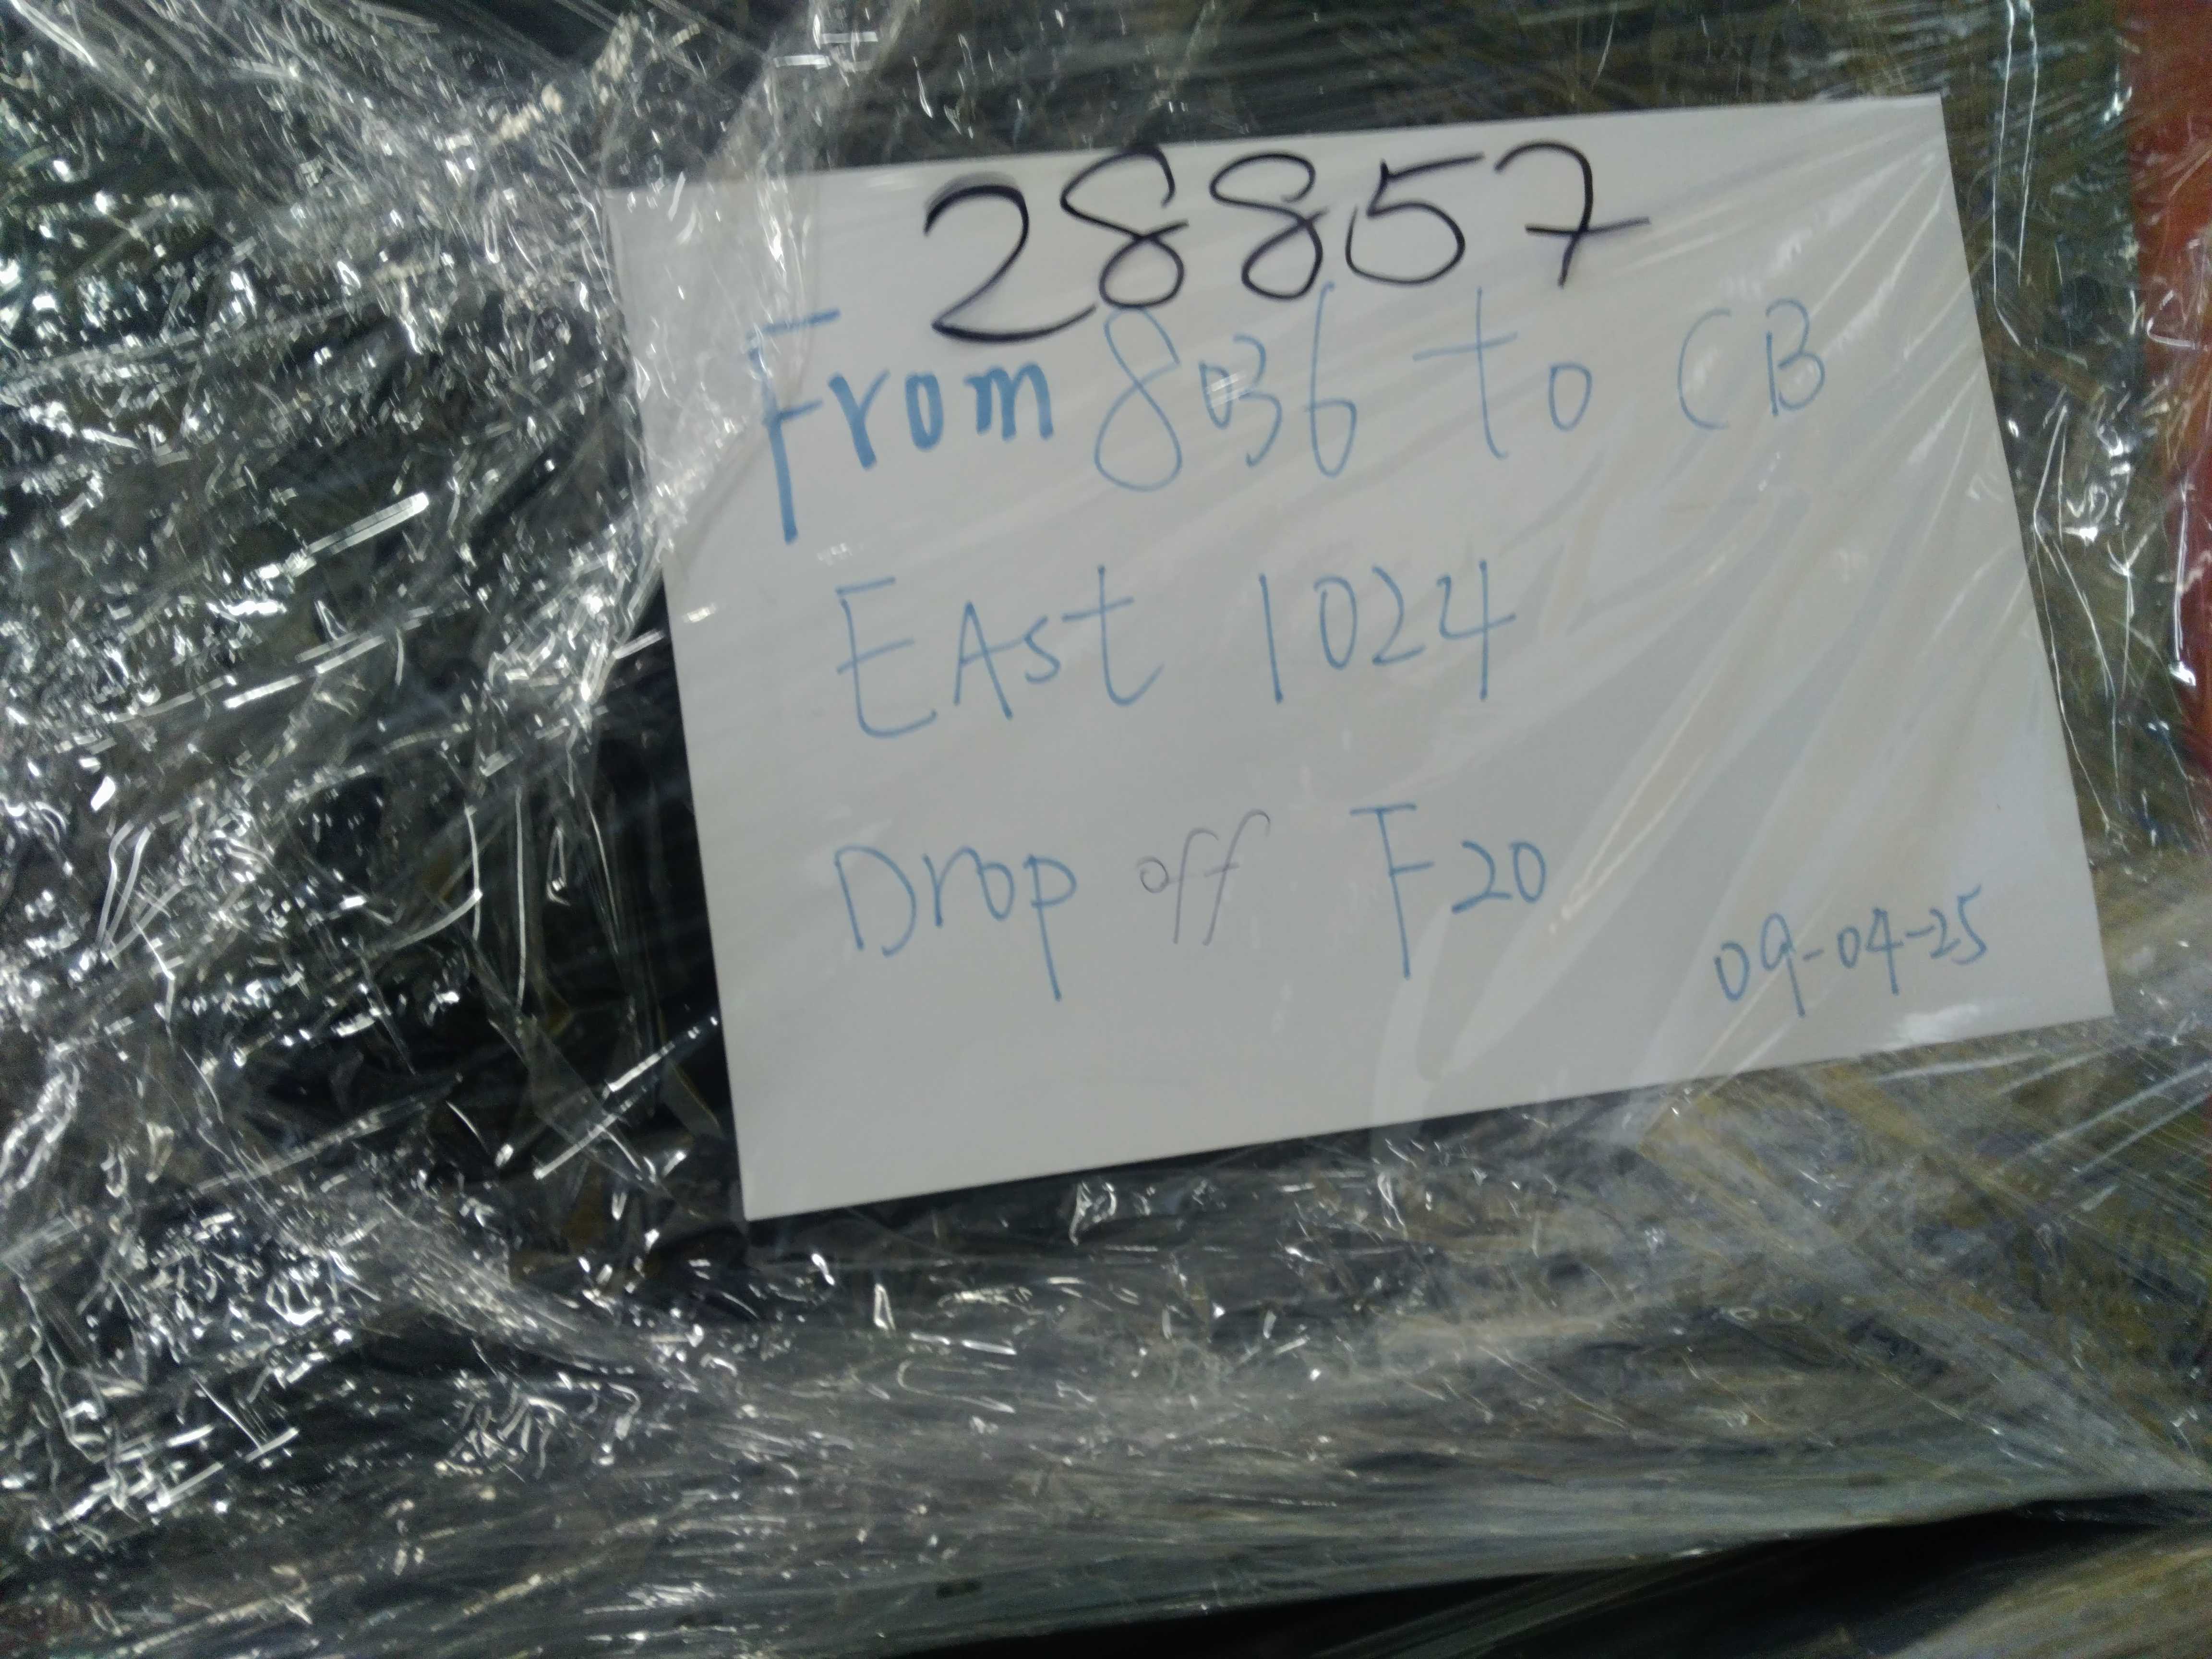 28857
From 8036 to CB
EAst 1024
Drop off F20
09-04-25